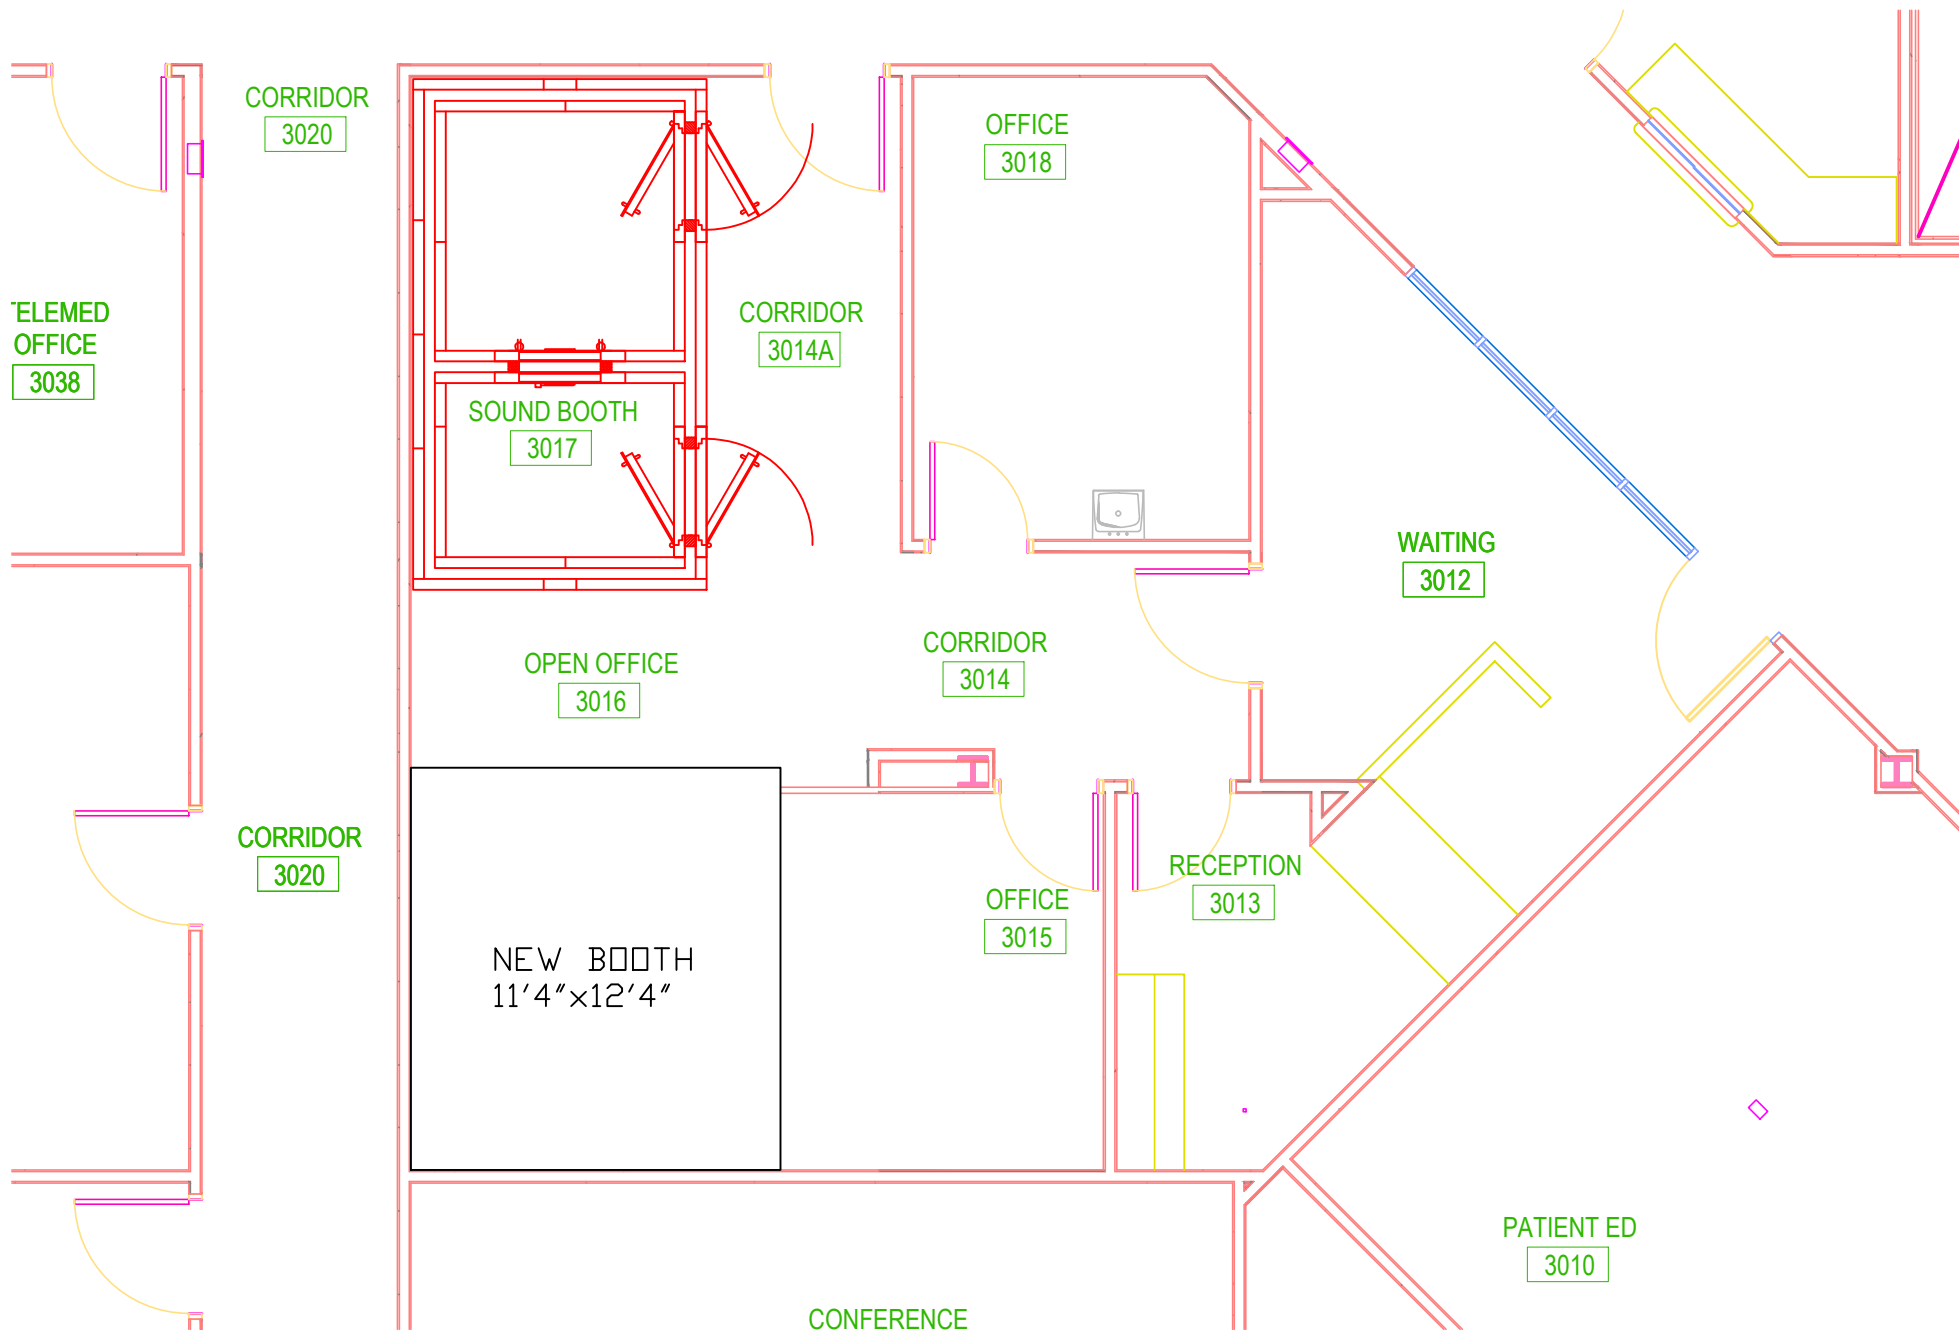 CORRIDOR
3020
OFFICE
3018
ELEMED
OFFICE
3038
CORRIDOR
3014A
SOUND BOOTH
3017
WAITING
3012
OPEN OFFICE
3016
CORRIDOR
3014
CORRIDOR
3020
RECEPTION
3013
OFFICE
3015
NEW BOOTH
11'4"x12'4"
PATIENT ED
3010
CONFERENCE